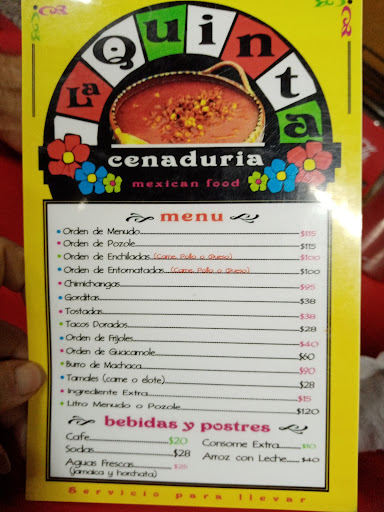 La Quinta
cenaduria
mexican food
menu
Orden de Menudo $115
Orden de Pozole $115
Orden de Enchiladas (Carne, Pollo o Queso) $100
Orden de Entomatadas (Carne, Pollo o Queso) $100
Chimichangas $95
Gorditas $38
Tostadas $38
Tacos Dorados $28
Orden de Frijoles $40
Orden de Guacamole $60
Burro de Machaca $90
Tamales (carne o elote) $28
Ingrediente Extra $15
Litro Menudo o Pozole $120
bebidas y postres
Cafe $20
Sodas $28
Aguas Frescas $25
(jamaica y horchata)
Consome Extra $10
Arroz con Leche $40
Servicio para llevar